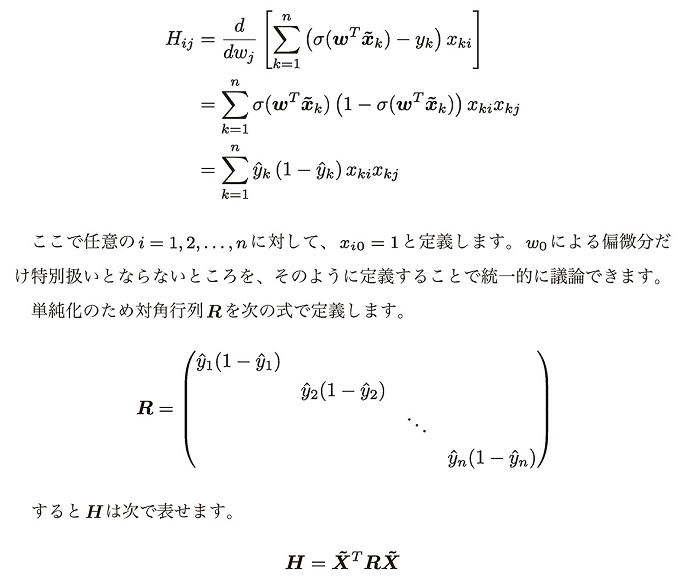 H_{ij} = \frac{d}{dw_j} \left[ \sum_{k=1}^{n} \left( \sigma(\boldsymbol{w}^T \tilde{\boldsymbol{x}}_k) - y_k \right) x_{ki} \right]
= \sum_{k=1}^{n} \sigma(\boldsymbol{w}^T \tilde{\boldsymbol{x}}_k) \left( 1 - \sigma(\boldsymbol{w}^T \tilde{\boldsymbol{x}}_k) \right) x_{ki} x_{kj}
= \sum_{k=1}^{n} \hat{y}_k \left( 1 - \hat{y}_k \right) x_{ki} x_{kj}
ここで任意の i = 1, 2, . . . , n に対して、 x_{i0} = 1 と定義します。 w_0 による偏微分だ
け特別扱いとならないところを、そのように定義することで統一的に議論できます。
単純化のため対角行列 R を次の式で定義します。
\boldsymbol{R} = \begin{pmatrix} \hat{y}_1(1 - \hat{y}_1) & & & \\ & \hat{y}_2(1 - \hat{y}_2) & & \\ & & \ddots & \\ & & & \hat{y}_n(1 - \hat{y}_n) \end{pmatrix}
すると H は次で表せます。
\boldsymbol{H} = \tilde{\boldsymbol{X}}^T \boldsymbol{R} \tilde{\boldsymbol{X}}